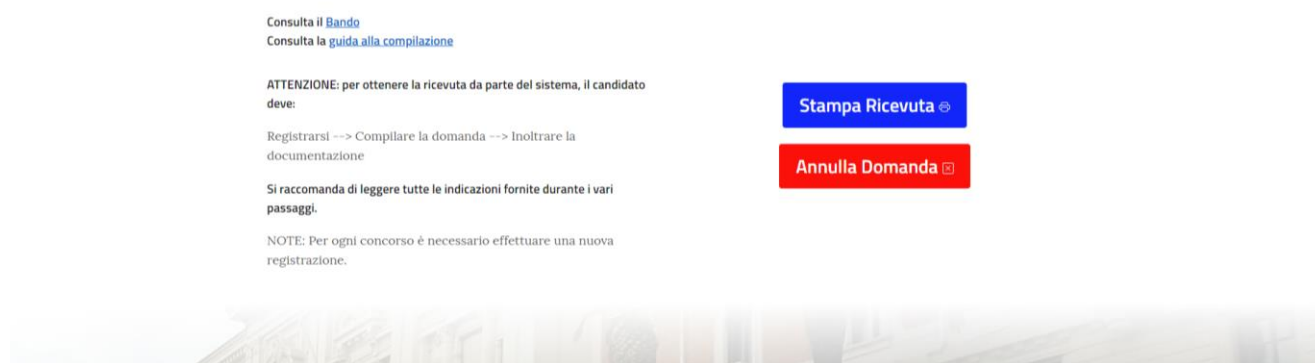 Consulta il Bando
Consulta la guida alla compilazione
ATTENZIONE: per ottenere la ricevuta da parte del sistema, il candidato
deve:
Registrarsi --> Compilare la domanda --> Inoltrare la
documentazione
Si raccomanda di leggere tutte le indicazioni fornite durante i vari
passaggi.
NOTE: Per ogni concorso è necessario effettuare una nuova
registrazione.
Stampa Ricevuta
Annulla Domanda